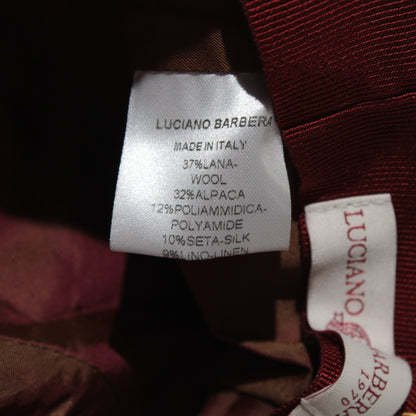 LUCIANO BARBERA
MADE IN ITALY
37%LANA-
WOOL
32%ALPACA
12%POLIAMMIDICA-
POLYAMIDE
10%SETA-SILK
9%LINO-LINEN
LUCIANO
BARBERA